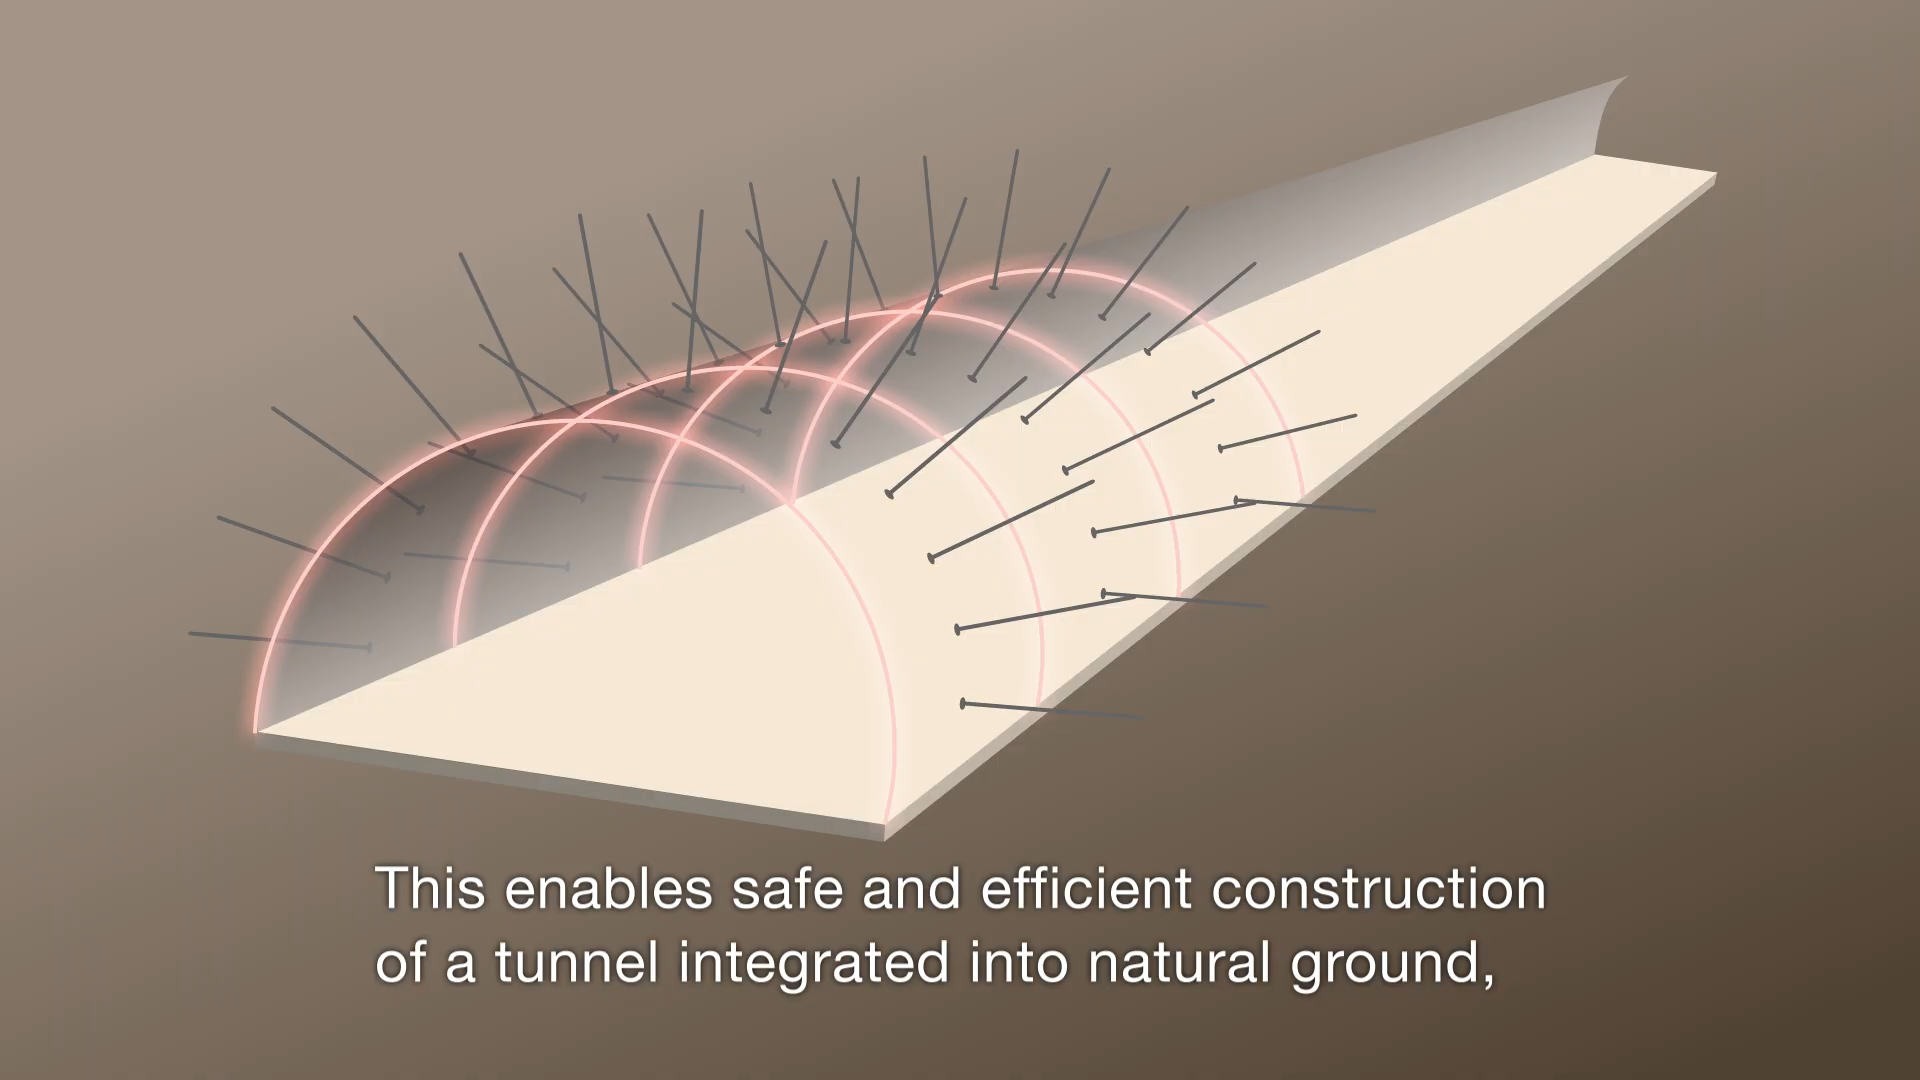 This enables safe and efficient construction
of a tunnel integrated into natural ground,